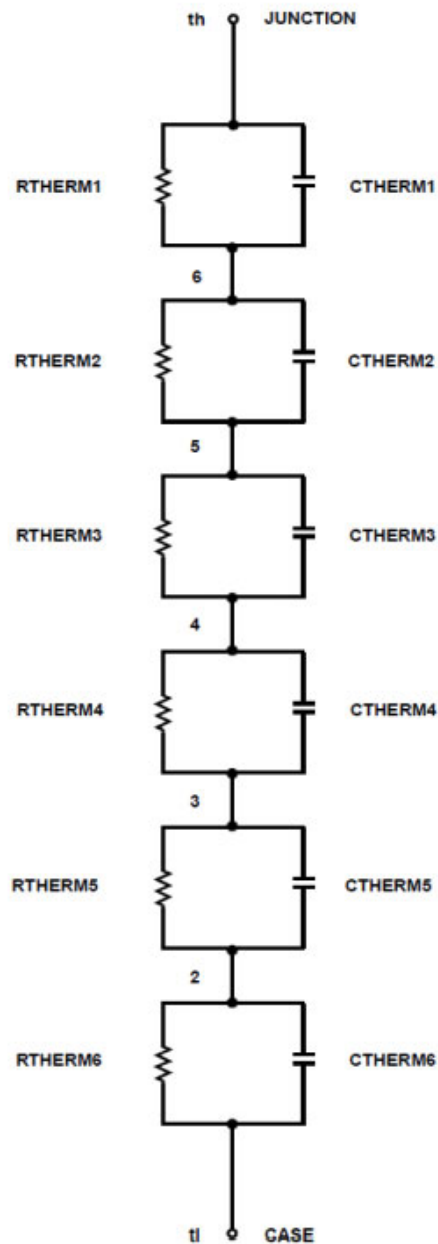 th JUNCTION
RTHERM1 CTHERM1
6
RTHERM2 CTHERM2
5
RTHERM3 CTHERM3
4
RTHERM4 CTHERM4
3
RTHERM5 CTHERM5
2
RTHERM6 CTHERM6
tl CASE